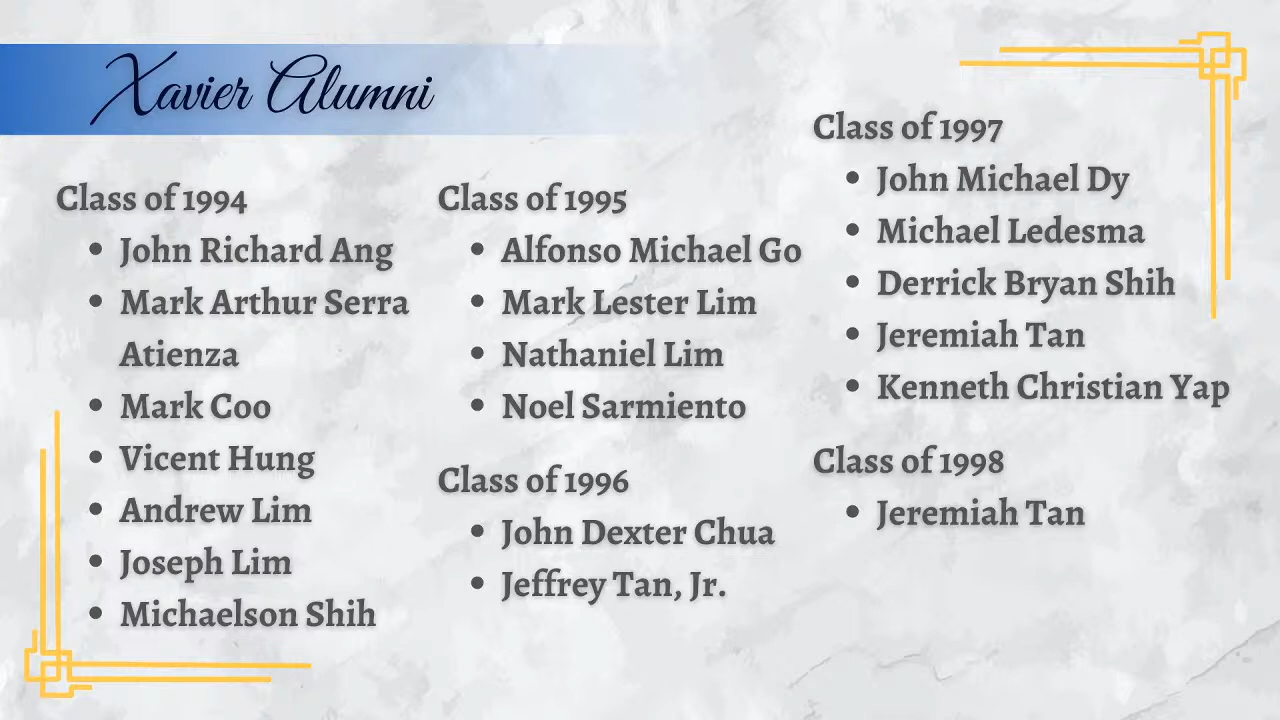 Xavier Alumni
Class of 1994
• John Richard Ang
• Mark Arthur Serra
Atienza
• Mark Coo
• Vicent Hung
• Andrew Lim
• Joseph Lim
• Michaelson Shih
Class of 1995
• Alfonso Michael Go
• Mark Lester Lim
• Nathaniel Lim
• Noel Sarmiento
Class of 1996
• John Dexter Chua
• Jeffrey Tan, Jr.
Class of 1997
• John Michael Dy
• Michael Ledesma
• Derrick Bryan Shih
• Jeremiah Tan
• Kenneth Christian Yap
Class of 1998
• Jeremiah Tan